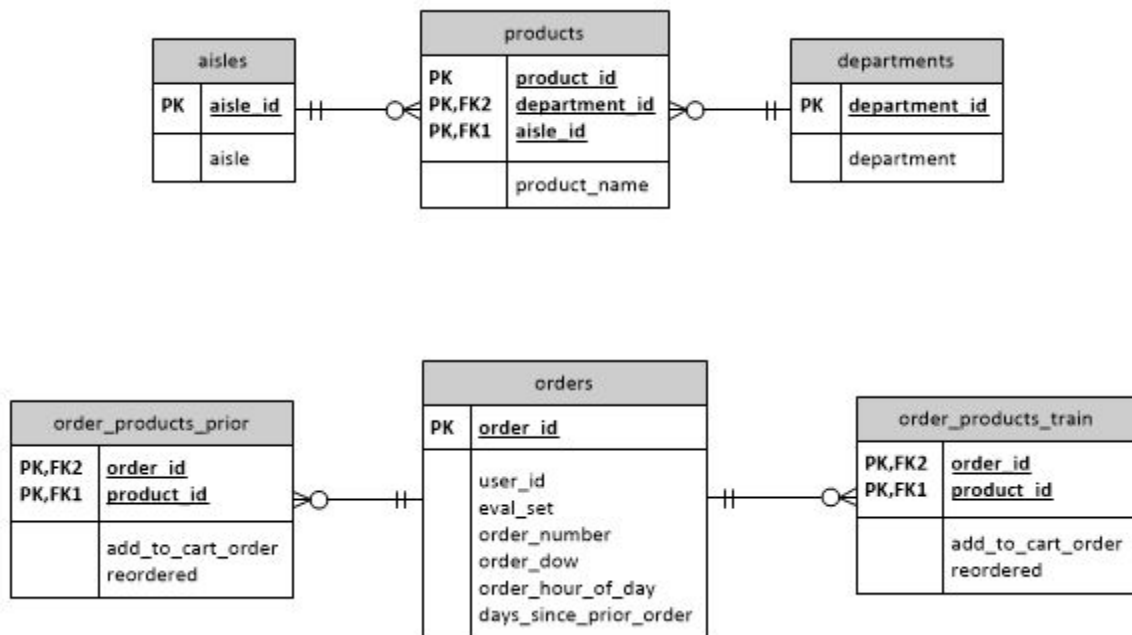 aisles
PK aisle_id
aisle
products
PK product_id
PK,FK2 department_id
PK,FK1 aisle_id
product_name
departments
PK department_id
department
order_products_prior
PK,FK2 order_id
PK,FK1 product_id
add_to_cart_order
reordered
orders
PK order_id
user_id
eval_set
order_number
order_dow
order_hour_of_day
days_since_prior_order
order_products_train
PK,FK2 order_id
PK,FK1 product_id
add_to_cart_order
reordered